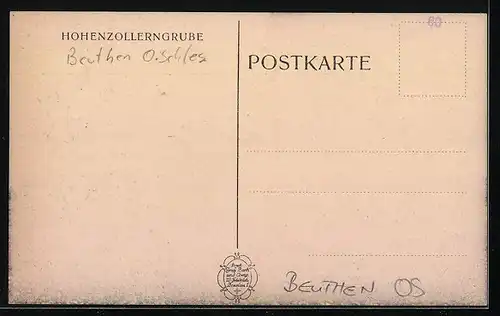 HOHENZOLLERNGRUBE
Beuthen O.Schles
POSTKARTE
60
BEUTHEN OS